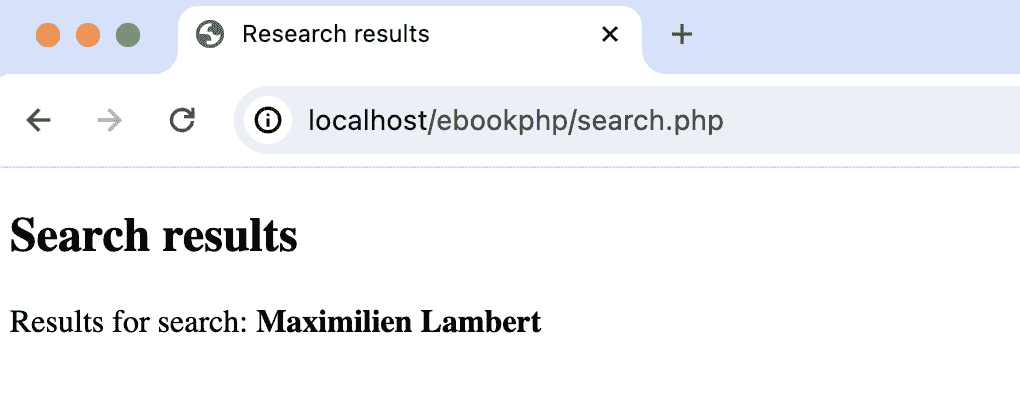 Research results
localhost/ebookphp/search.php
Search results
Results for search: Maximilien Lambert